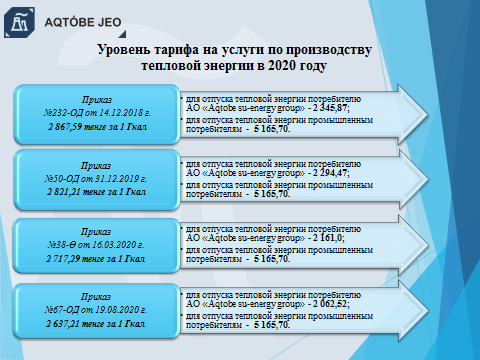 AQTÓBE JEO
Уровень тарифа на услуги по производству
тепловой энергии в 2020 году
Приказ
№232-ОД от 14.12.2018 г.
2 867,59 тенге за 1 Гкал
• для отпуска тепловой энергии потребителю
АО «Aqtobe su-energy group» - 2 345,87;
• для отпуска тепловой энергии промышленным
потребителям - 5 165,70.
Приказ
№50-ОД от 31.12.2019 г.
2 821,21 тенге за 1 Гкал
• для отпуска тепловой энергии потребителю
АО «Aqtobe su-energy group» - 2 294,47;
• для отпуска тепловой энергии промышленным
потребителям - 5 165,70.
Приказ
№38-Ө от 16.03.2020 г.
2 717,29 тенге за 1 Гкал
• для отпуска тепловой энергии потребителю
АО «Aqtobe su-energy group» - 2 161,0;
• для отпуска тепловой энергии промышленным
потребителям - 5 165,70.
Приказ
№67-ОД от 19.08.2020 г.
2 637,21 тенге за 1 Гкал
• для отпуска тепловой энергии потребителю
АО «Aqtobe su-energy group» - 2 062,52;
• для отпуска тепловой энергии промышленным
потребителям - 5 165,70.